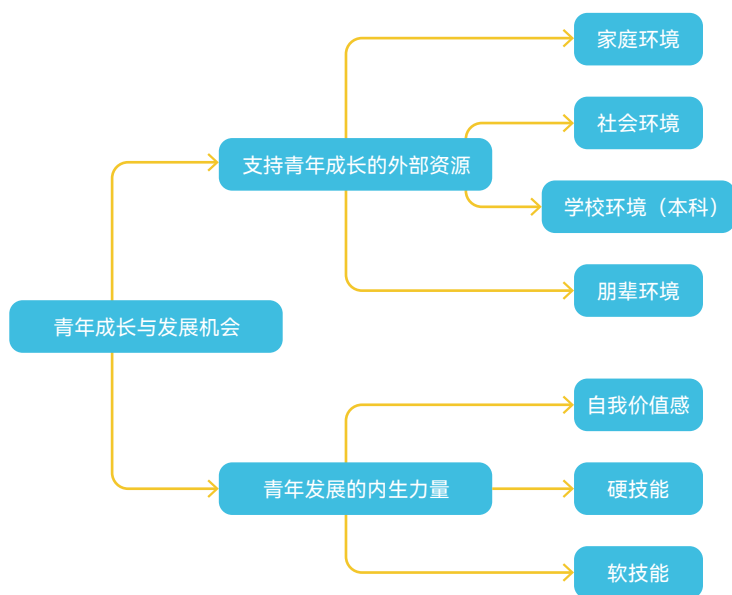 家庭环境
社会环境
支持青年成长的外部资源
学校环境（本科）
朋辈环境
青年成长与发展机会
自我价值感
青年发展的内生力量
硬技能
软技能